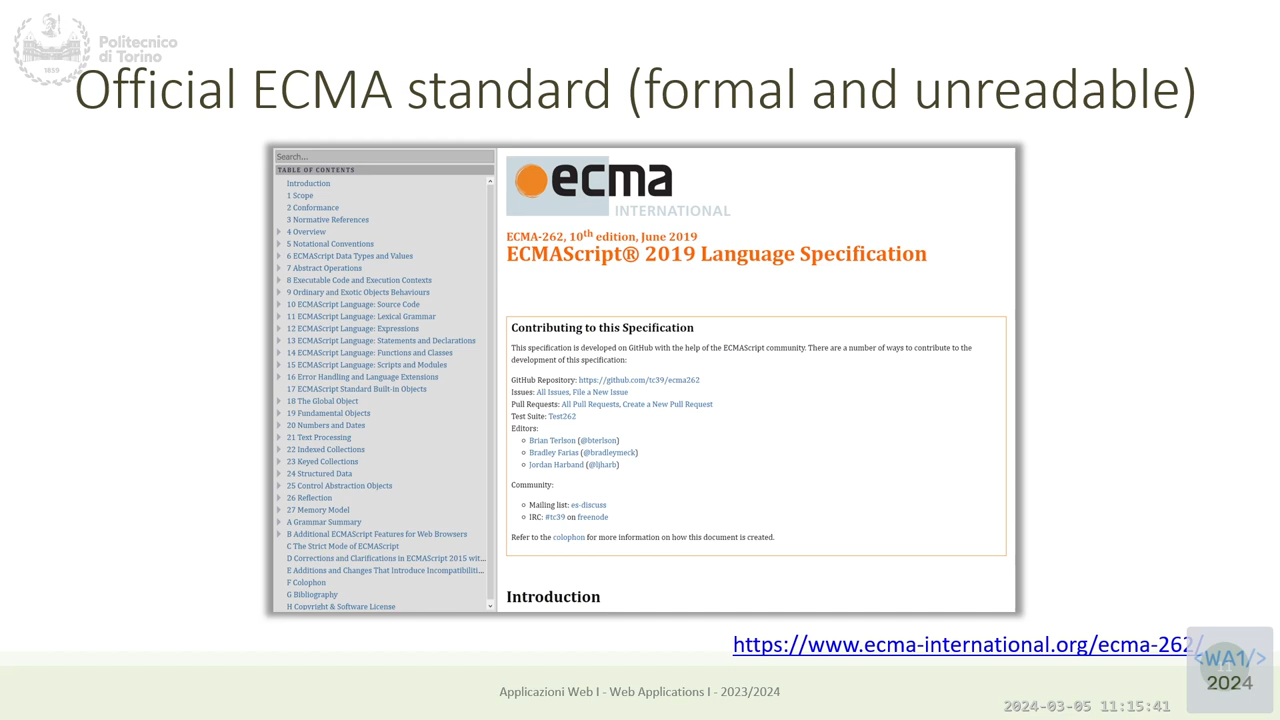 Politecnico
di Torino
1859
Official ECMA standard (formal and unreadable)
Search...
TABLE OF CONTENTS
Introduction
1 Scope
2 Conformance
3 Normative References
4 Overview
5 Notational Conventions
6 ECMAScript Data Types and Values
7 Abstract Operations
8 Executable Code and Execution Contexts
9 Ordinary and Exotic Objects Behaviours
10 ECMAScript Language: Source Code
11 ECMAScript Language: Lexical Grammar
12 ECMAScript Language: Expressions
13 ECMAScript Language: Statements and Declarations
14 ECMAScript Language: Functions and Classes
15 ECMAScript Language: Scripts and Modules
16 Error Handling and Language Extensions
17 ECMAScript Standard Built-in Objects
18 The Global Object
19 Fundamental Objects
20 Numbers and Dates
21 Text Processing
22 Indexed Collections
23 Keyed Collections
24 Structured Data
25 Control Abstraction Objects
26 Reflection
27 Memory Model
A Grammar Summary
B Additional ECMAScript Features for Web Browsers
C The Strict Mode of ECMAScript
D Corrections and Clarifications in ECMAScript 2015 wit...
E Additions and Changes That Introduce Incompatibiliti...
F Colophon
G Bibliography
H Copyright & Software License
ecma
INTERNATIONAL
ECMA-262, 10th edition, June 2019
ECMAScript® 2019 Language Specification
Contributing to this Specification
This specification is developed on GitHub with the help of the ECMAScript community. There are a number of ways to contribute to the
development of this specification:
GitHub Repository: https://github.com/tc39/ecma262
Issues: All Issues, File a New Issue
Pull Requests: All Pull Requests, Create a New Pull Request
Test Suite: Test262
Editors:
Brian Terlson (@bterlson)
Bradley Farias (@bradleymeck)
Jordan Harband (@ljharb)
Community:
Mailing list: es-discuss
IRC: #tc39 on freenode
Refer to the colophon for more information on how this document is created.
Introduction
https://www.ecma-international.org/ecma-262/
<WA1/>
11
2024
Applicazioni Web I - Web Applications I - 2023/2024
2024-03-05 11:15:41